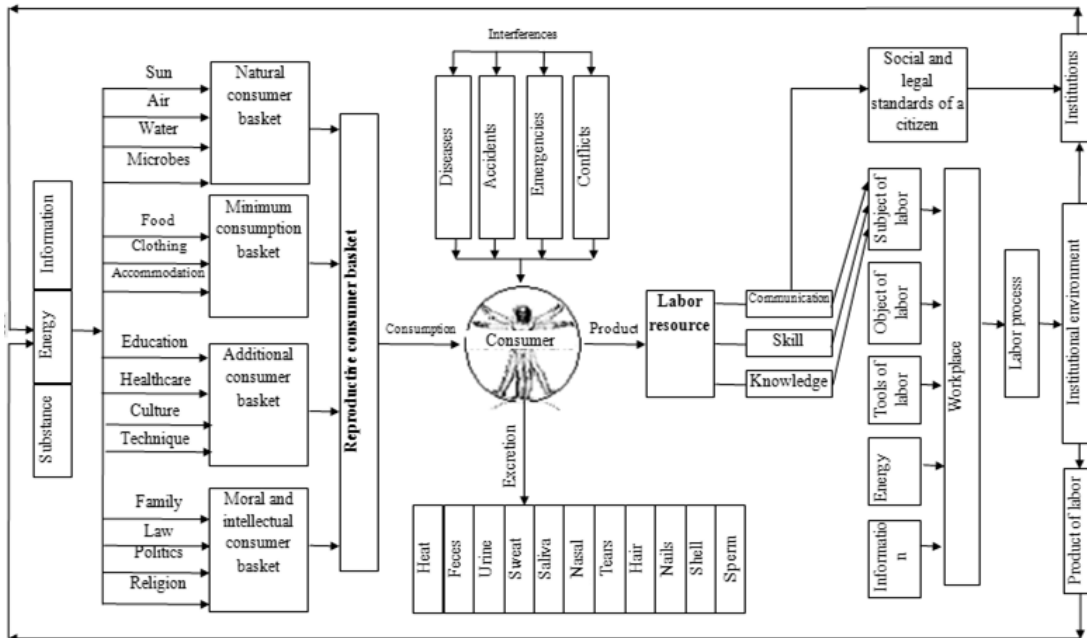 Information
Energy
Substance
Sun
Air
Water
Microbes
Natural
consumer
basket
Food
Clothing
Accommodation
Minimum
consumption
basket
Education
Healthcare
Culture
Technique
Additional
consumer
basket
Family
Law
Politics
Religion
Moral and
intellectual
consumer
basket
Reproductive consumer basket
Consumption
Interferences
Diseases
Accidents
Emergencies
Conflicts
Consumer
Excretion
Heat
Feces
Urine
Sweat
Saliva
Nasal
Tears
Hair
Nails
Shell
Sperm
Product
Labor
resource
Communication
Skill
Knowledge
Social and
legal
standards of a
citizen
Subject of
labor
Object of
labor
Tools of
labor
Energy
Informatio
n
Workplace
Labor process
Institutions
Institutional environment
Product of labor